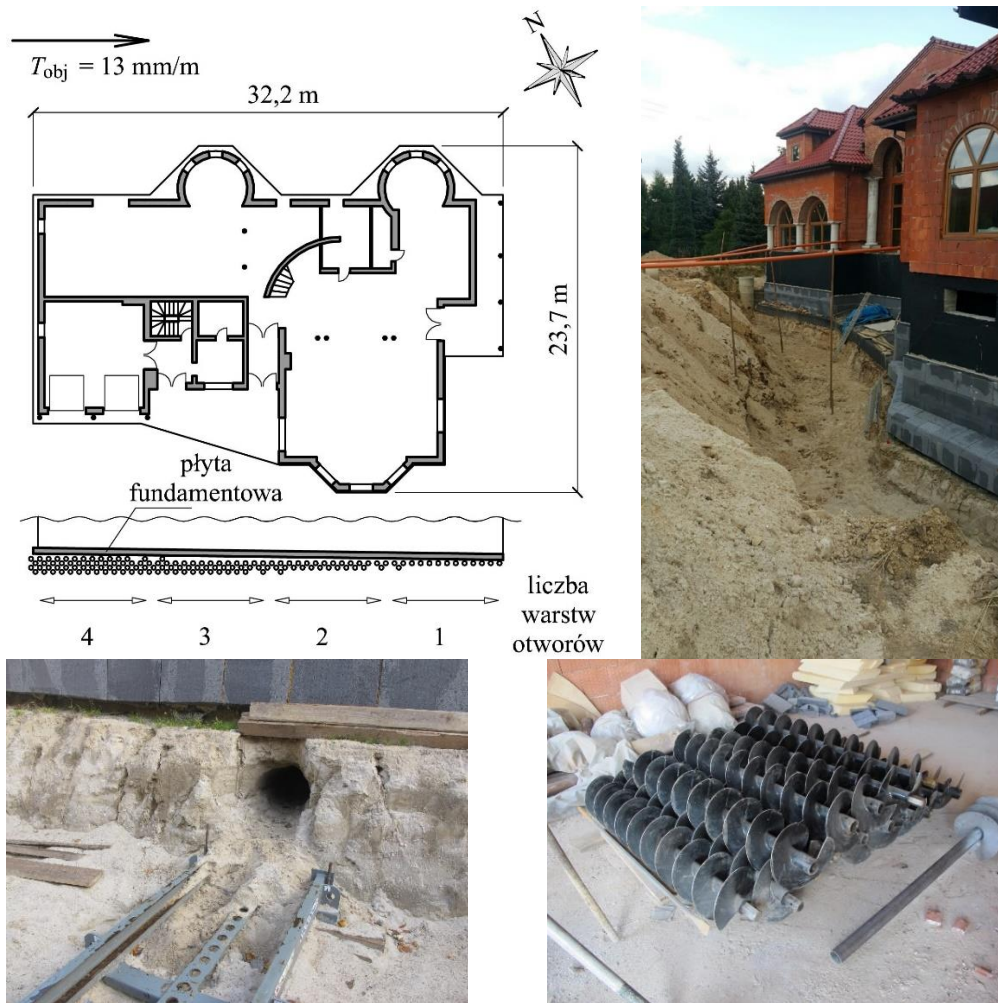 N
T_obj = 13 mm/m
32,2 m
23,7 m
płyta
fundamentowa
liczba
warstw
otworów
4 3 2 1